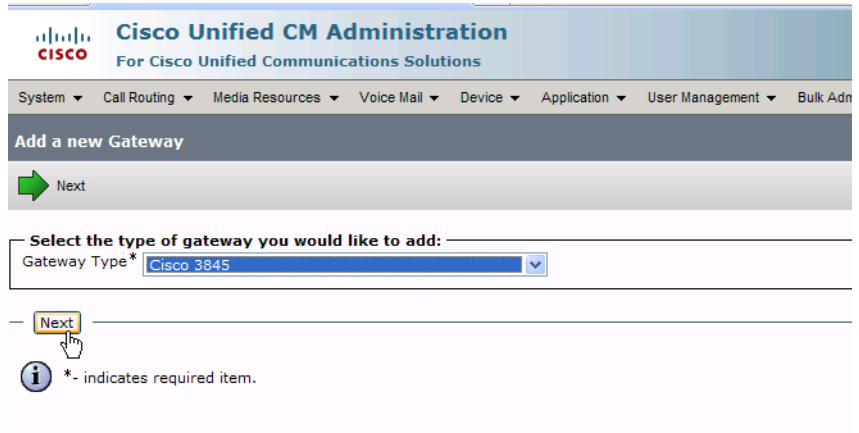 CISCO
Cisco Unified CM Administration
For Cisco Unified Communications Solutions
System Call Routing Media Resources Voice Mail Device Application User Management Bulk Adm
Add a new Gateway
Next
Select the type of gateway you would like to add:
Gateway Type* Cisco 3845
Next
i *- indicates required item.